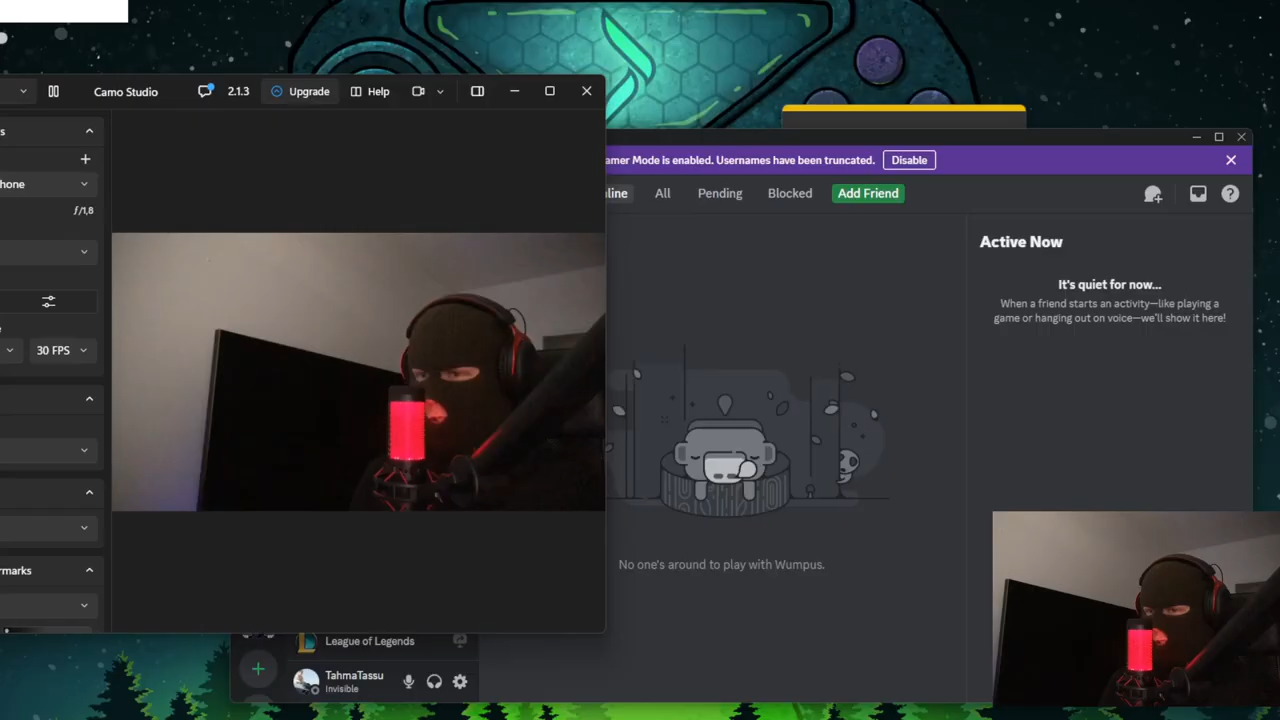 Camo Studio
2.1.3
Upgrade
Help
s
hone
ƒ/1,8
30 FPS
rmarks
amer Mode is enabled. Usernames have been truncated.
Disable
line
All
Pending
Blocked
Add Friend
Active Now
It's quiet for now...
When a friend starts an activity—like playing a
game or hanging out on voice—we'll show it here!
No one's around to play with Wumpus.
League of Legends
TahmaTassu
Invisible